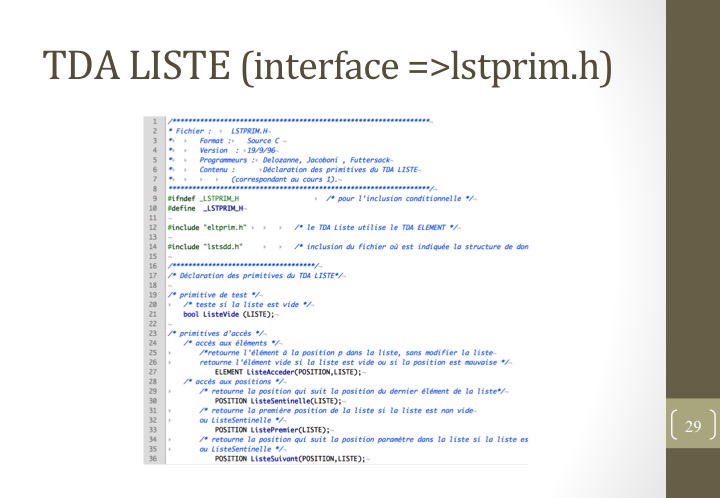 TDA LISTE (interface =>lstprim.h)
1 /*****************************************************************
2 * Fichier : LSTPRIM.H
3 * Format : Source C
4 * Version : 19/9/96
5 * Programmeurs : Delozanne, Jacoboni , Futtersack
6 * Contenu : Déclaration des primitives du TDA LISTE
7 * (correspondant au cours 1).
8 ******************************************************************/
9 #ifndef _LSTPRIM_H /* pour l'inclusion conditionnelle */
10 #define _LSTPRIM_H
11
12 #include "eltprim.h" /* le TDA Liste utilise le TDA ELEMENT */
13
14 #include "lstsdd.h" /* inclusion du fichier où est indiquée la structure de don
15
16 /************************************/
17 /* Déclaration des primitives du TDA LISTE*/
18
19 /* primitive de test */
20 /* teste si la liste est vide */
21 bool ListeVide (LISTE);
22
23 /* primitives d'accès */
24 /* accès aux éléments */
25 /*retourne l'élément à la position p dans la liste, sans modifier la liste
26 retourne l'élément vide si la liste est vide ou si la position est mauvaise */
27 ELEMENT ListeAcceder(POSITION,LISTE);
28 /* accès aux positions */
29 /* retourne la position qui suit la position du dernier élément de la liste*/
30 POSITION ListeSentinelle(LISTE);
31 /* retourne la première position de la liste si la liste est non vide
32 ou ListeSentinelle */
33 POSITION ListePremier(LISTE);
34 /* retourne la position qui suit la position paramètre dans la liste si la liste es
35 ou ListeSentinelle */
36 POSITION ListeSuivant(POSITION,LISTE);
29